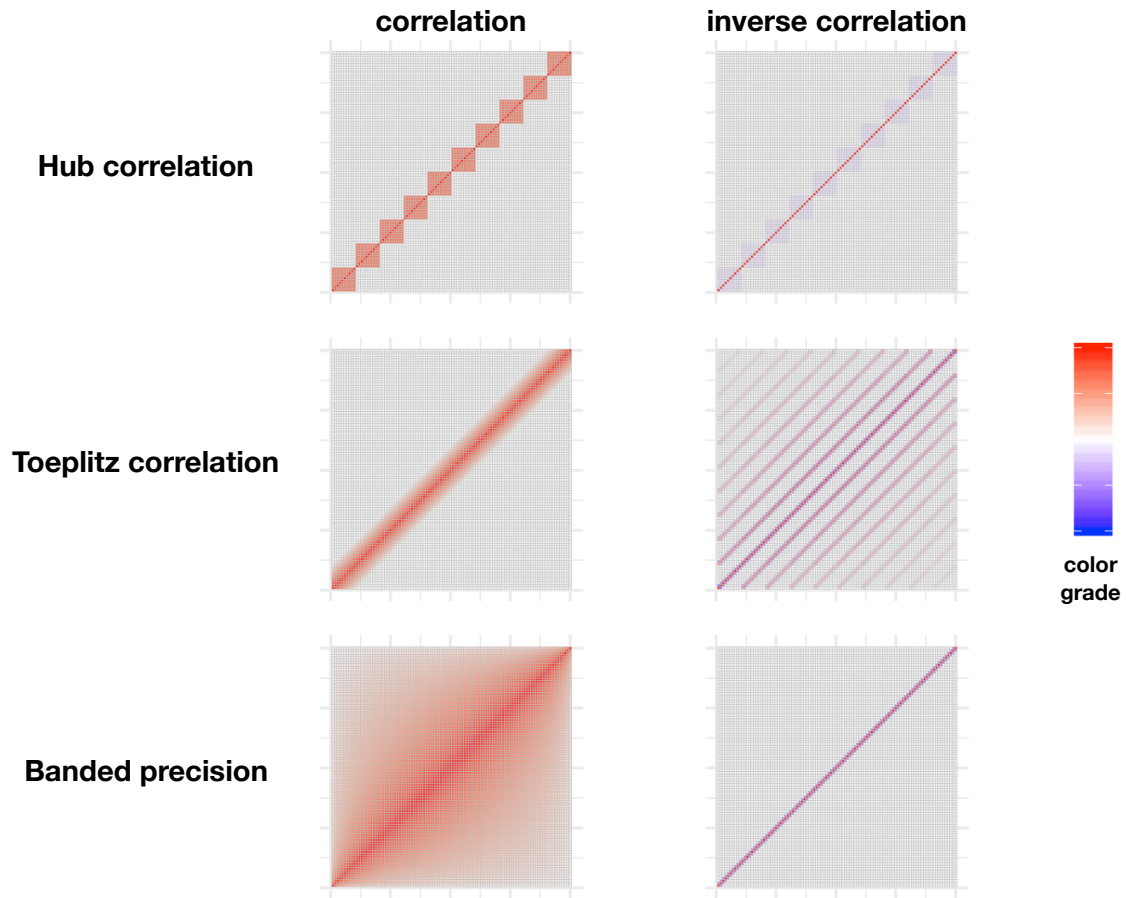 correlation
inverse correlation
Hub correlation
Toeplitz correlation
color
grade
Banded precision